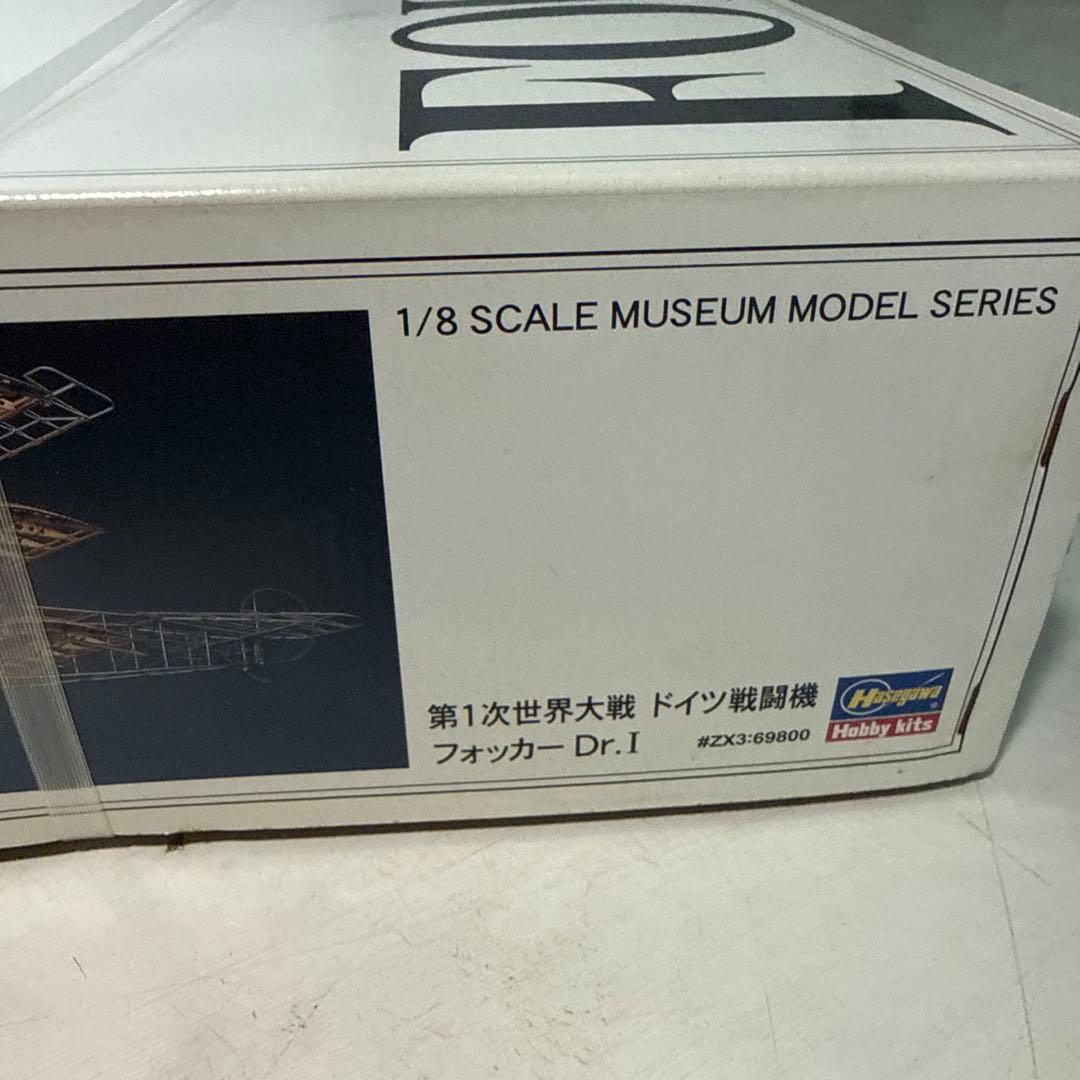 FO
1/8 SCALE MUSEUM MODEL SERIES
第1次世界大戦 ドイツ戦闘機
フォッカー Dr.I
#ZX3:69800
Hasegawa
Hobby kits